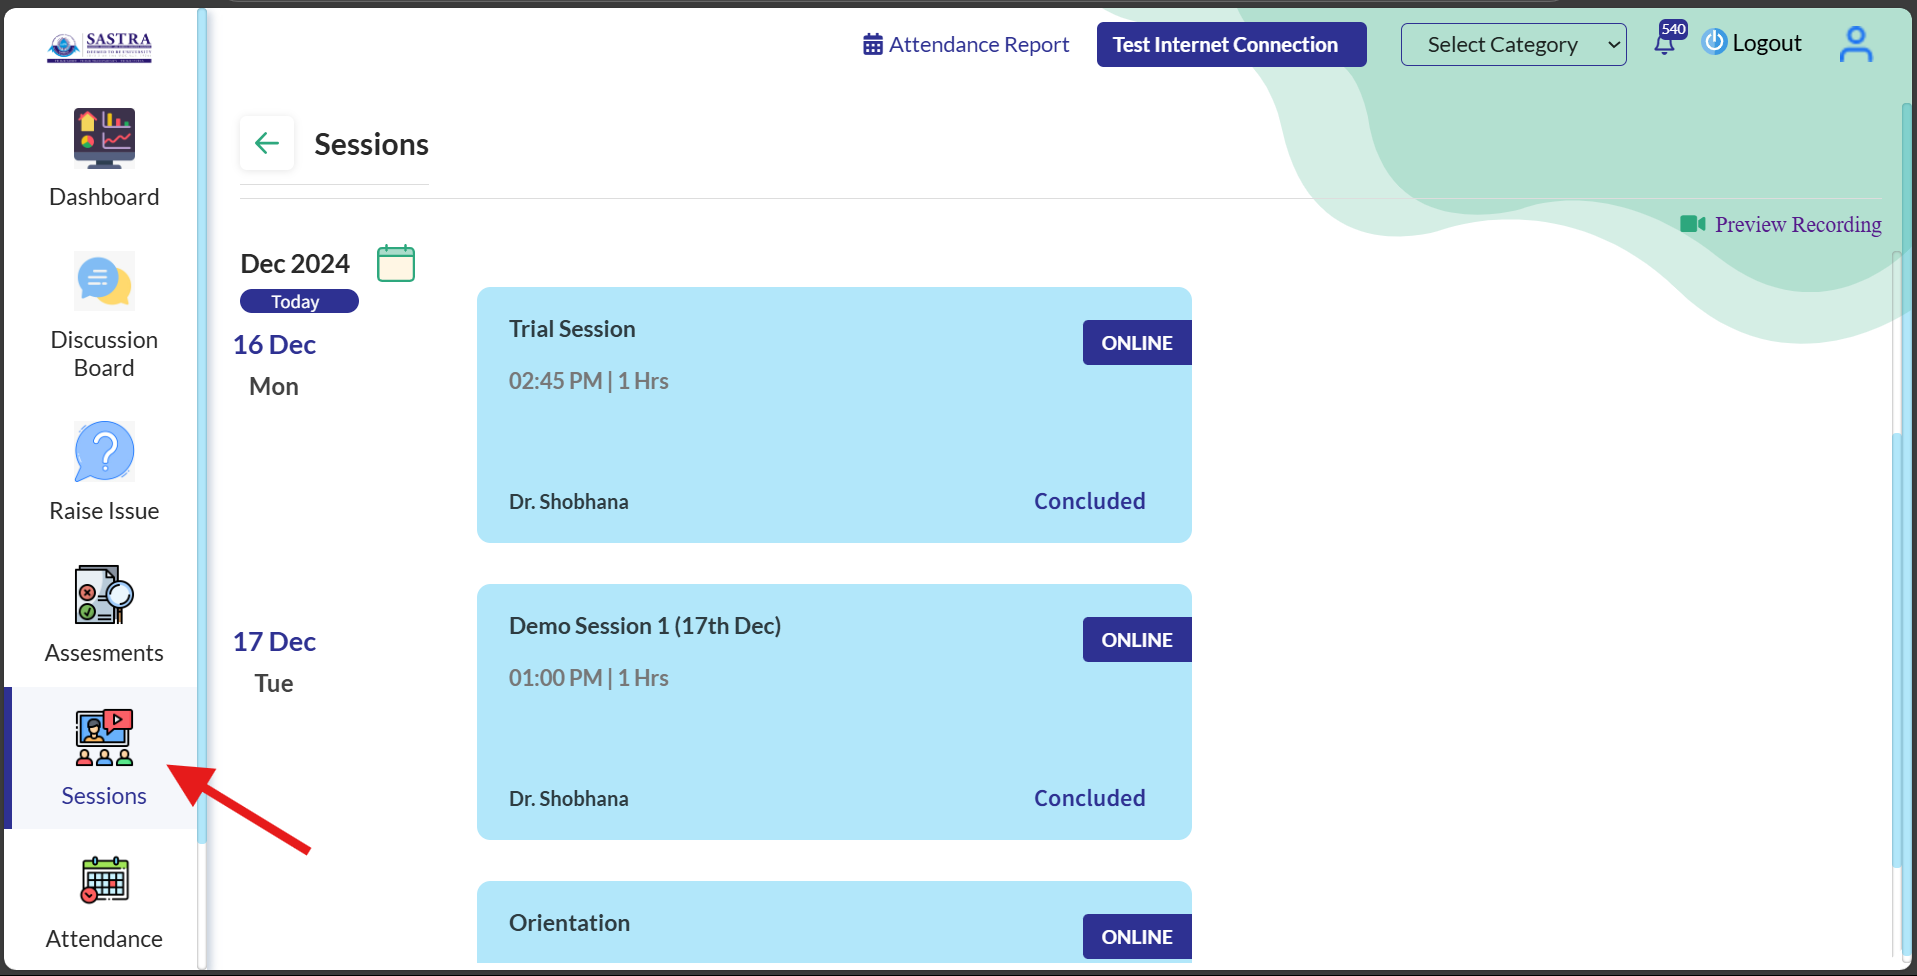 SASTRA
Attendance Report
Test Internet Connection
Select Category
540
Logout
Dashboard
Discussion
Board
Raise Issue
Assesments
Sessions
Attendance
Sessions
Preview Recording
Dec 2024
Today
16 Dec
Mon
Trial Session
ONLINE
02:45 PM | 1 Hrs
Dr. Shobhana
Concluded
17 Dec
Tue
Demo Session 1 (17th Dec)
ONLINE
01:00 PM | 1 Hrs
Dr. Shobhana
Concluded
Orientation
ONLINE